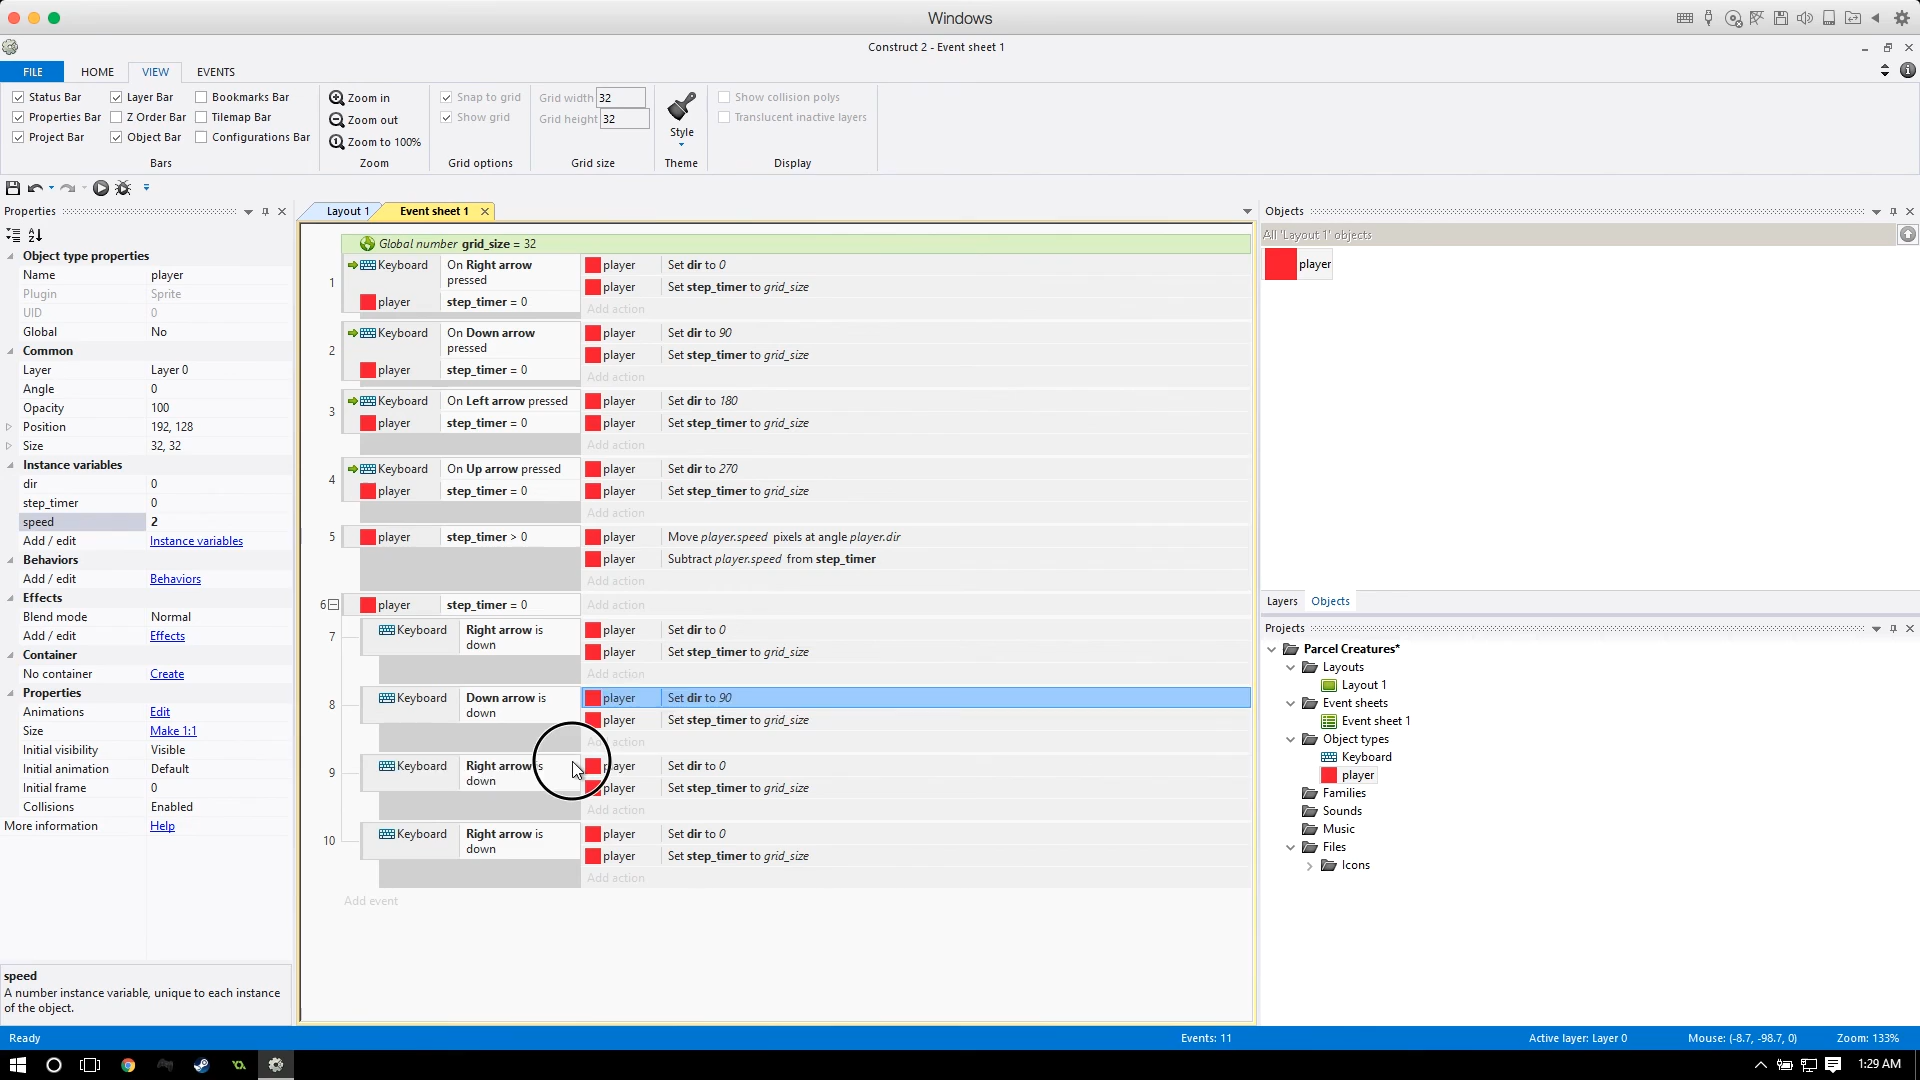 Windows
Construct 2 - Event sheet 1
FILE HOME VIEW EVENTS
Status Bar Layer Bar Bookmarks Bar
Properties Bar Z Order Bar Tilemap Bar
Project Bar Object Bar Configurations Bar
Bars
Zoom in
Zoom out
Zoom to 100%
Zoom
Snap to grid
Show grid
Grid options
Grid width 32
Grid height 32
Grid size
Style
Theme
Show collision polys
Translucent inactive layers
Display
Properties
Object type properties
Name player
Plugin Sprite
UID 0
Global No
Common
Layer Layer 0
Angle 0
Opacity 100
Position 192, 128
Size 32, 32
Instance variables
dir 0
step_timer 0
speed 2
Add / edit Instance variables
Behaviors
Add / edit Behaviors
Effects
Blend mode Normal
Add / edit Effects
Container
No container Create
Properties
Animations Edit
Size Make 1:1
Initial visibility Visible
Initial animation Default
Initial frame 0
Collisions Enabled
More information Help
speed
A number instance variable, unique to each instance
of the object.
Layout 1 Event sheet 1
Global number grid_size = 32
1 Keyboard On Right arrow pressed player Set dir to 0
player step_timer = 0 player Set step_timer to grid_size
Add action
2 Keyboard On Down arrow pressed player Set dir to 90
player step_timer = 0 player Set step_timer to grid_size
Add action
3 Keyboard On Left arrow pressed player Set dir to 180
player step_timer = 0 player Set step_timer to grid_size
Add action
4 Keyboard On Up arrow pressed player Set dir to 270
player step_timer = 0 player Set step_timer to grid_size
Add action
5 player step_timer > 0 player Move player.speed pixels at angle player.dir
player Subtract player.speed from step_timer
Add action
6 player step_timer = 0 Add action
7 Keyboard Right arrow is down player Set dir to 0
player Set step_timer to grid_size
Add action
8 Keyboard Down arrow is down player Set dir to 90
player Set step_timer to grid_size
Add action
9 Keyboard Right arrow is down player Set dir to 0
player Set step_timer to grid_size
Add action
10 Keyboard Right arrow is down player Set dir to 0
player Set step_timer to grid_size
Add action
Add event
Objects
All 'Layout 1' objects
player
Layers Objects
Projects
Parcel Creatures*
Layouts
Layout 1
Event sheets
Event sheet 1
Object types
Keyboard
player
Families
Sounds
Music
Files
Icons
Ready Events: 11 Active layer: Layer 0 Mouse: (-8.7, -98.7, 0) Zoom: 133%
1:29 AM